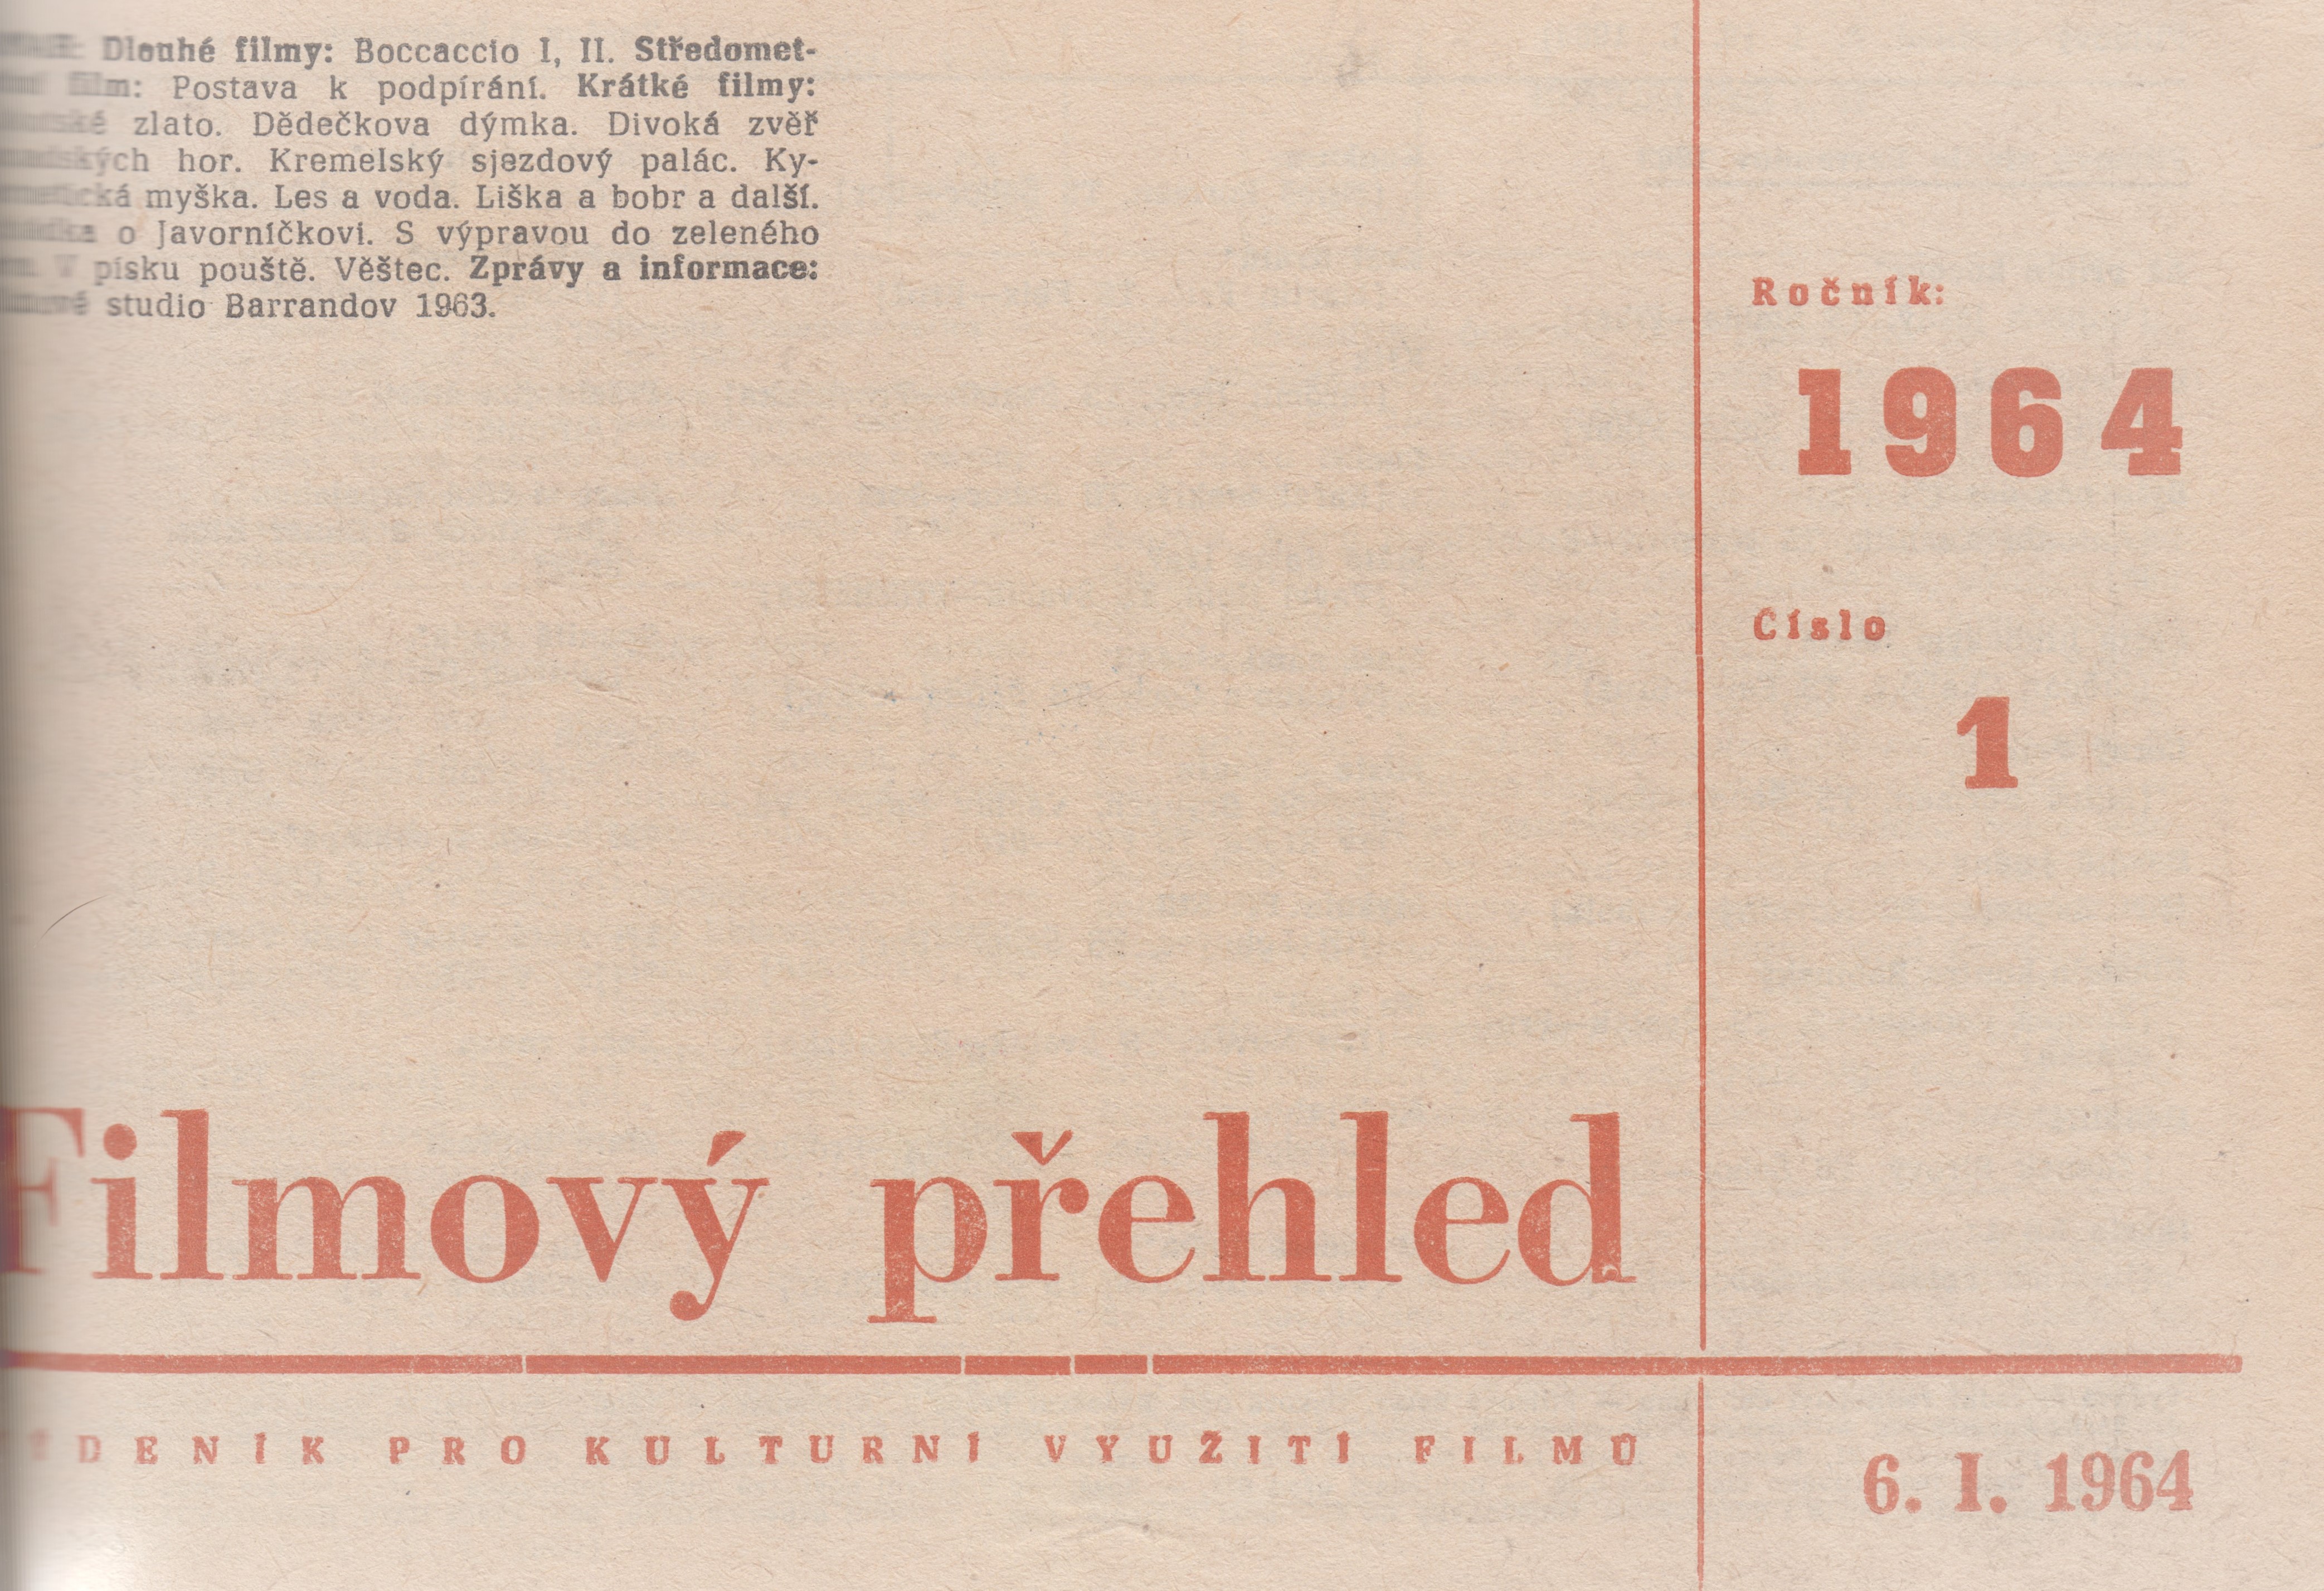 Dlouhé filmy: Boccaccio I, II. Středomet-
film: Postava k podpírání. Krátké filmy:
zlato. Dědečkova dýmka. Divoká zvěř
hor. Kremelský sjezdový palác. Ky-
myška. Les a voda. Liška a bobr a další.
o Javorníčkovi. S výpravou do zeleného
V písku pouště. Věštec. Zprávy a informace:
studio Barrandov 1963.
Ročník:
1964
Číslo
1
Filmový přehled
TÝDENÍK PRO KULTURNÍ VYUŽITÍ FILMŮ
6. I. 1964